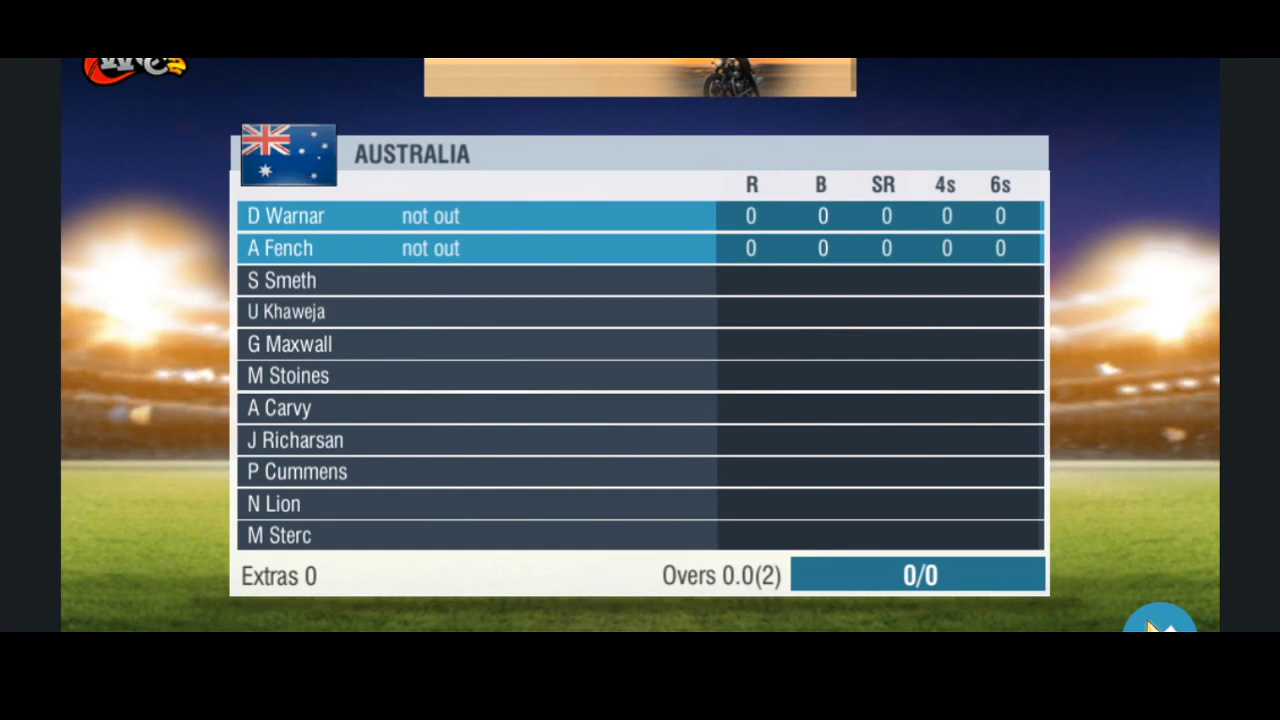 AUSTRALIA
R B SR 4s 6s
D Warnar not out 0 0 0 0 0
A Fench not out 0 0 0 0 0
S Smeth
U Khaweja
G Maxwall
M Stoines
A Carvy
J Richarsan
P Cummens
N Lion
M Sterc
Extras 0 Overs 0.0(2) 0/0